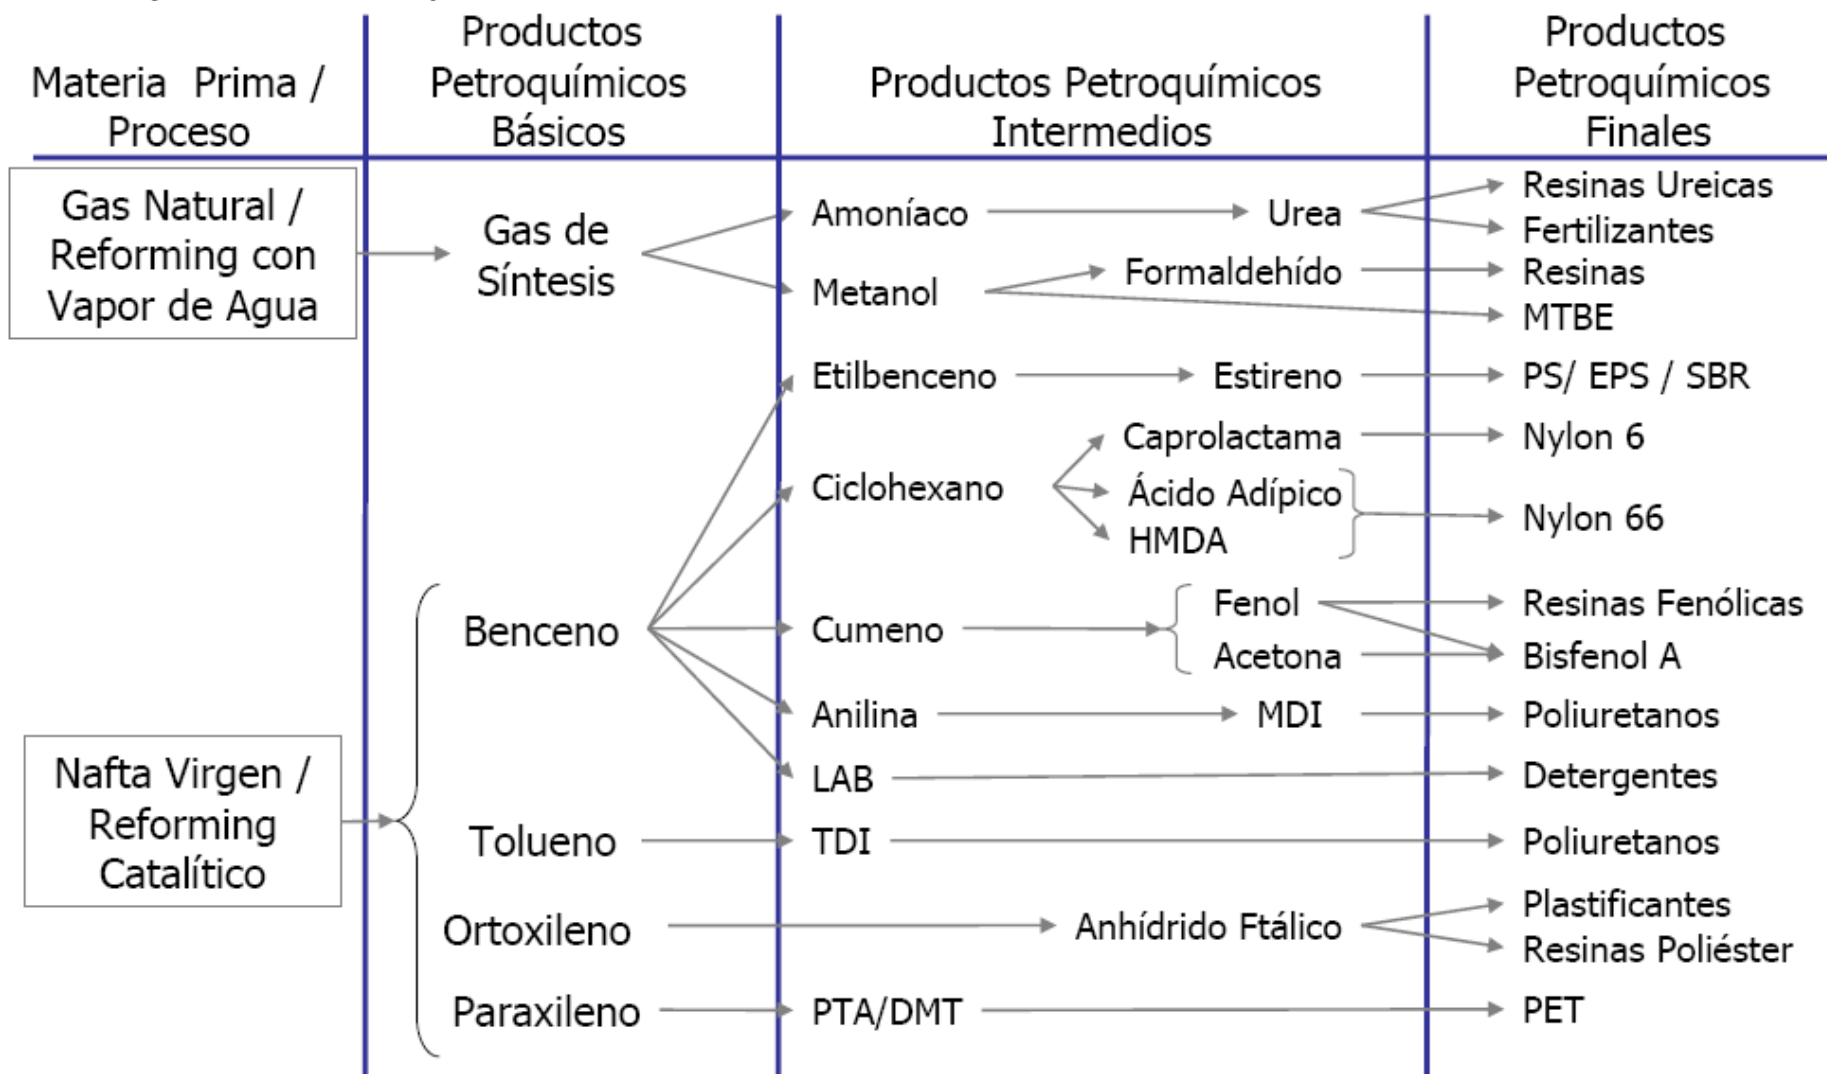 Materia Prima /
Proceso
Productos
Petroquímicos
Básicos
Productos Petroquímicos
Intermedios
Productos
Petroquímicos
Finales
Gas Natural /
Reforming con
Vapor de Agua
Gas de
Síntesis
Amoníaco
Urea
Resinas Ureicas
Fertilizantes
Metanol
Formaldehído
Resinas
MTBE
Etilbenceno
Estireno
PS/ EPS / SBR
Ciclohexano
Caprolactama
Nylon 6
Ácido Adípico
HMDA
Nylon 66
Benceno
Cumeno
Fenol
Resinas Fenólicas
Acetona
Bisfenol A
Anilina
MDI
Poliuretanos
LAB
Detergentes
Nafta Virgen /
Reforming
Catalítico
Tolueno
TDI
Poliuretanos
Ortoxileno
Anhídrido Ftálico
Plastificantes
Resinas Poliéster
Paraxileno
PTA/DMT
PET